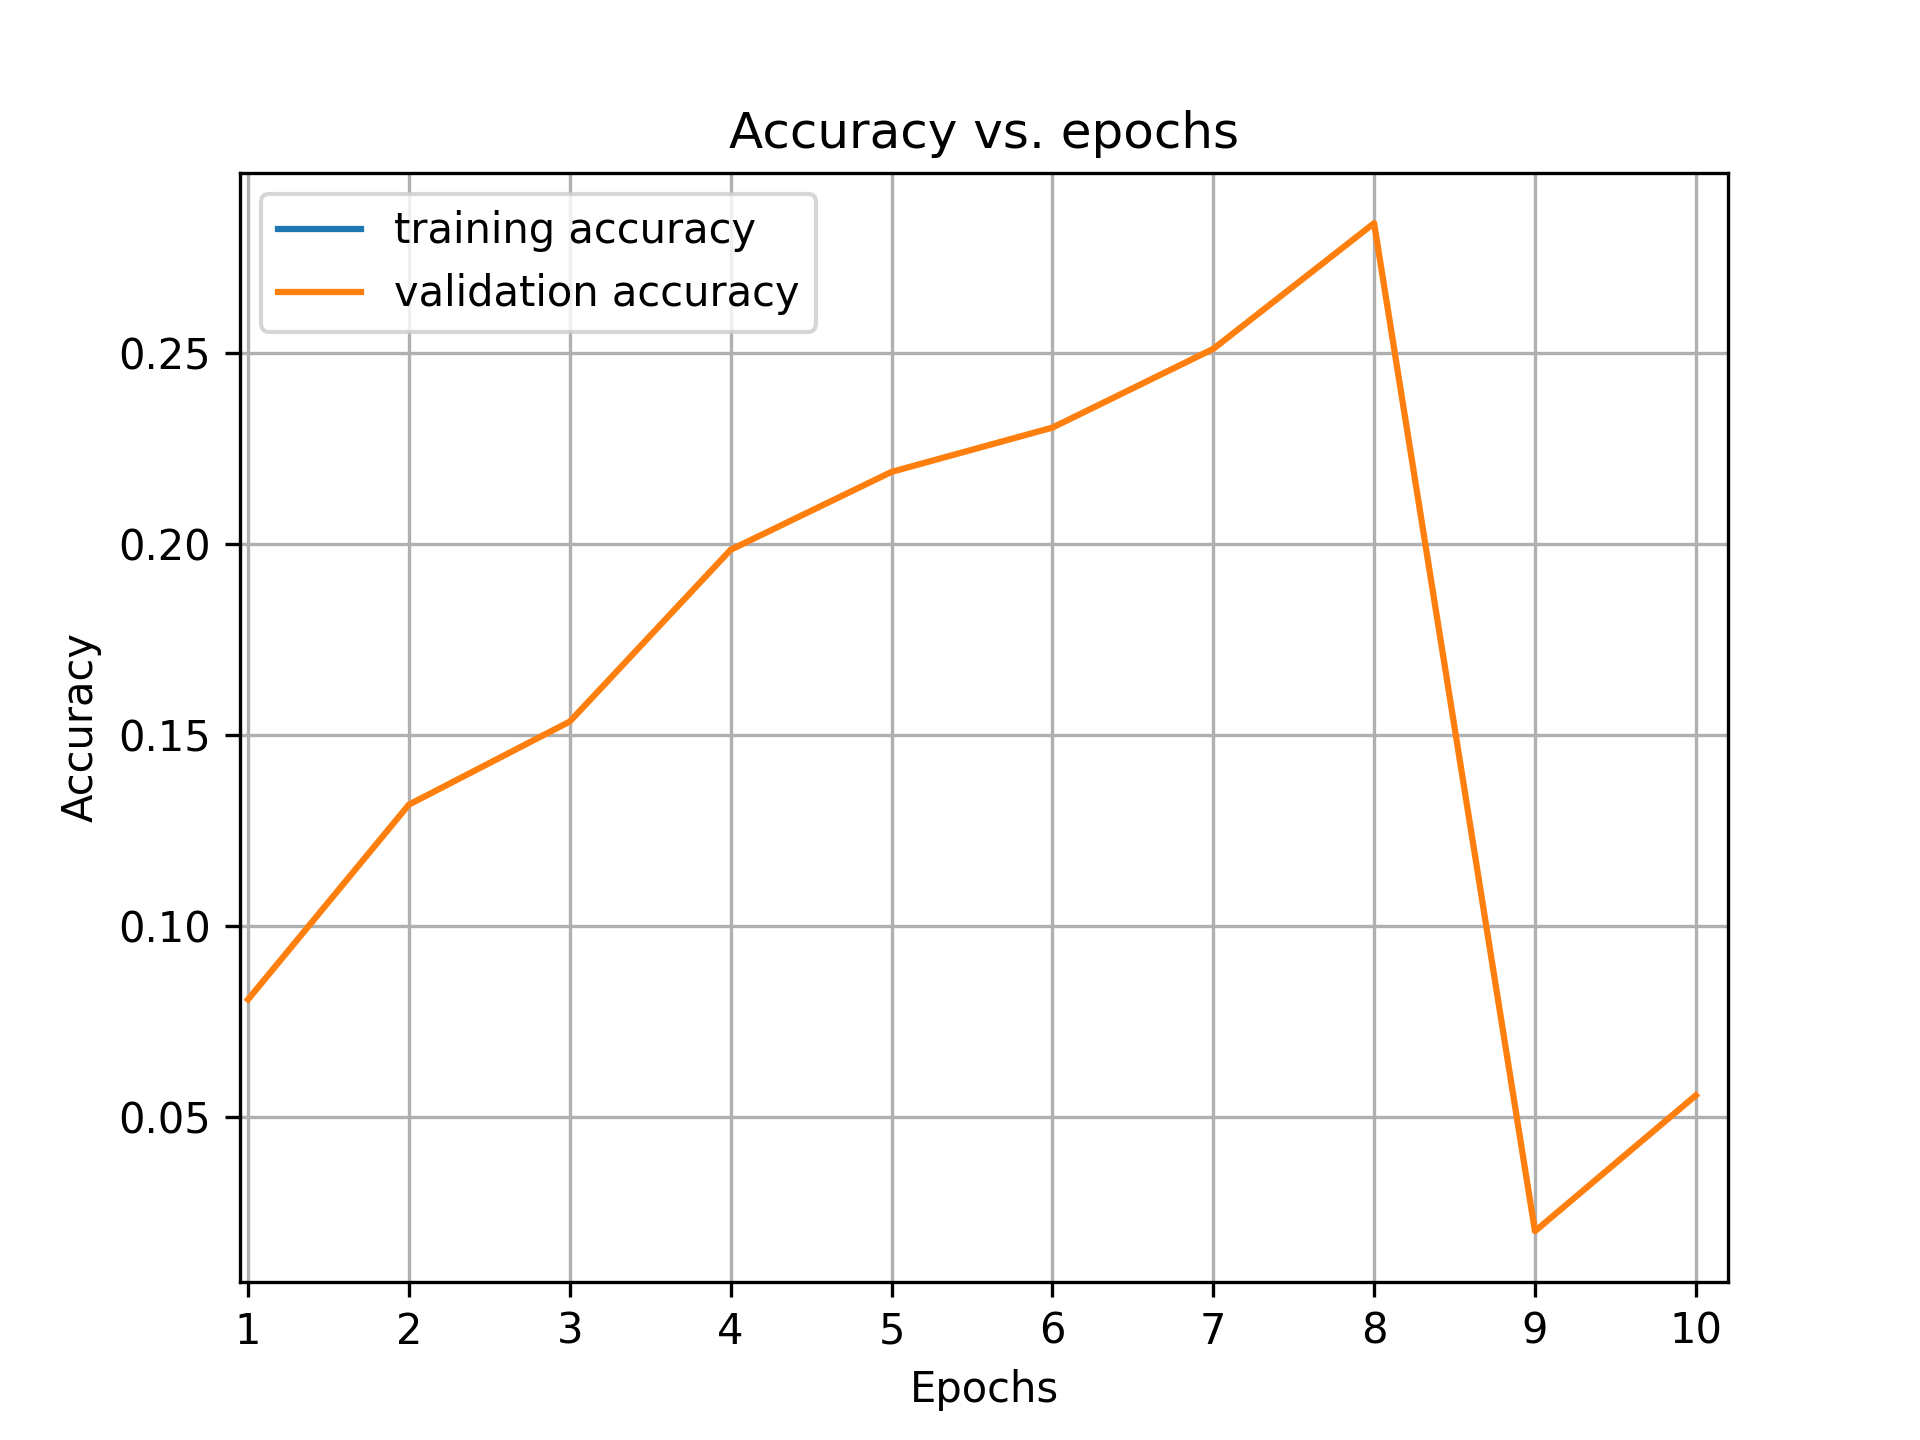 Accuracy vs. epochs
training accuracy
validation accuracy
0.25
0.20
0.15
0.10
0.05
Accuracy
1 2 3 4 5 6 7 8 9 10
Epochs